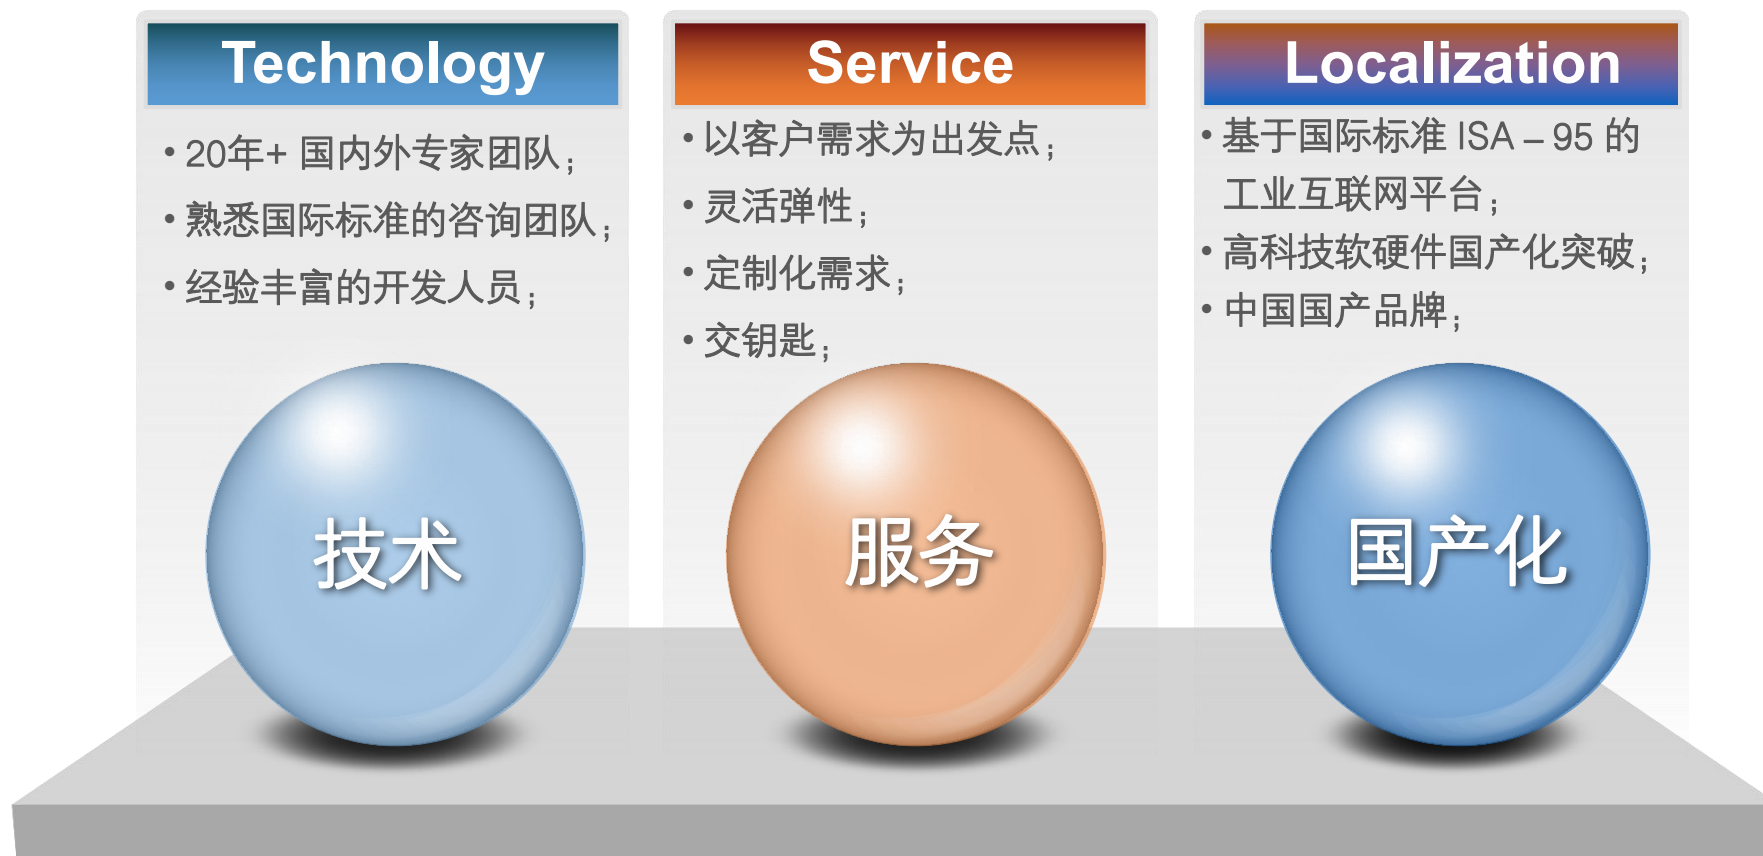 Technology
• 20年+ 国内外专家团队；
• 熟悉国际标准的咨询团队；
• 经验丰富的开发人员；
技术
Service
• 以客户需求为出发点；
• 灵活弹性；
• 定制化需求；
• 交钥匙；
服务
Localization
• 基于国际标准 ISA – 95 的
工业互联网平台；
• 高科技软硬件国产化突破；
• 中国国产品牌；
国产化